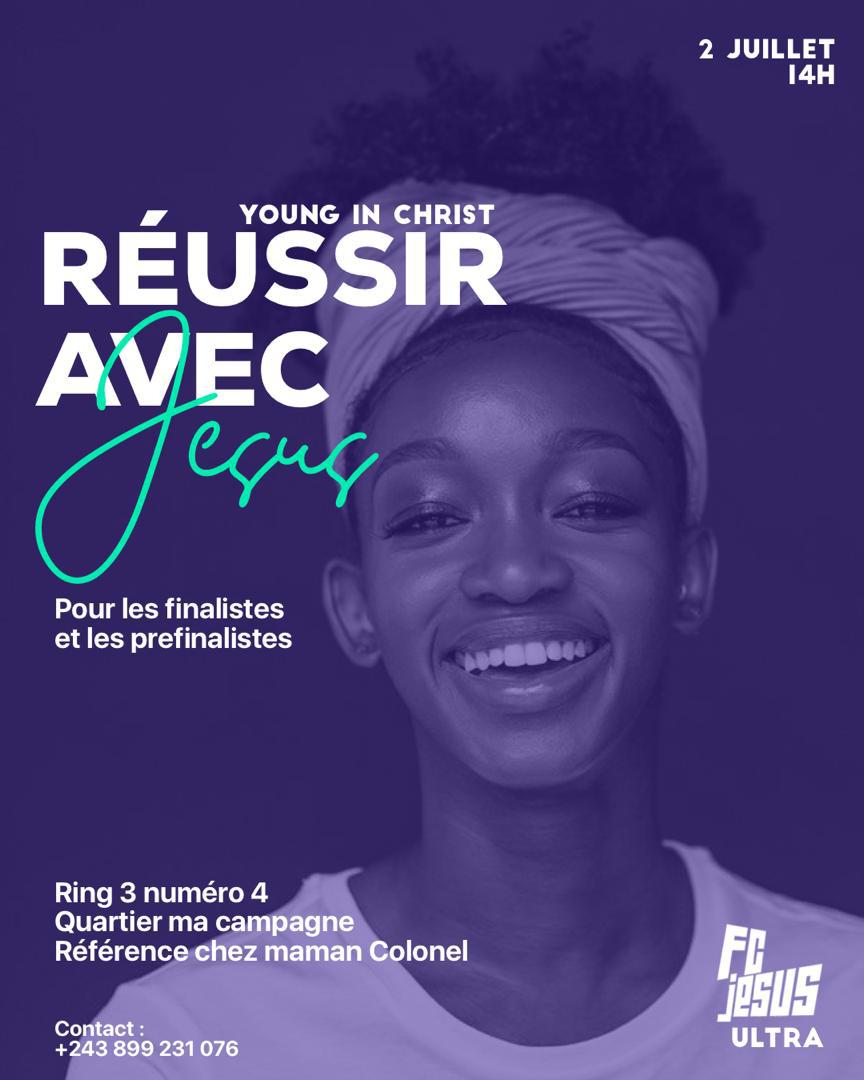 2 JUILLET
14H
YOUNG IN CHRIST
RÉUSSIR
AVEC
Jesus
Pour les finalistes
et les prefinalistes
Ring 3 numéro 4
Quartier ma campagne
Référence chez maman Colonel
Contact :
+243 899 231 076
FC
jesus
ULTRA